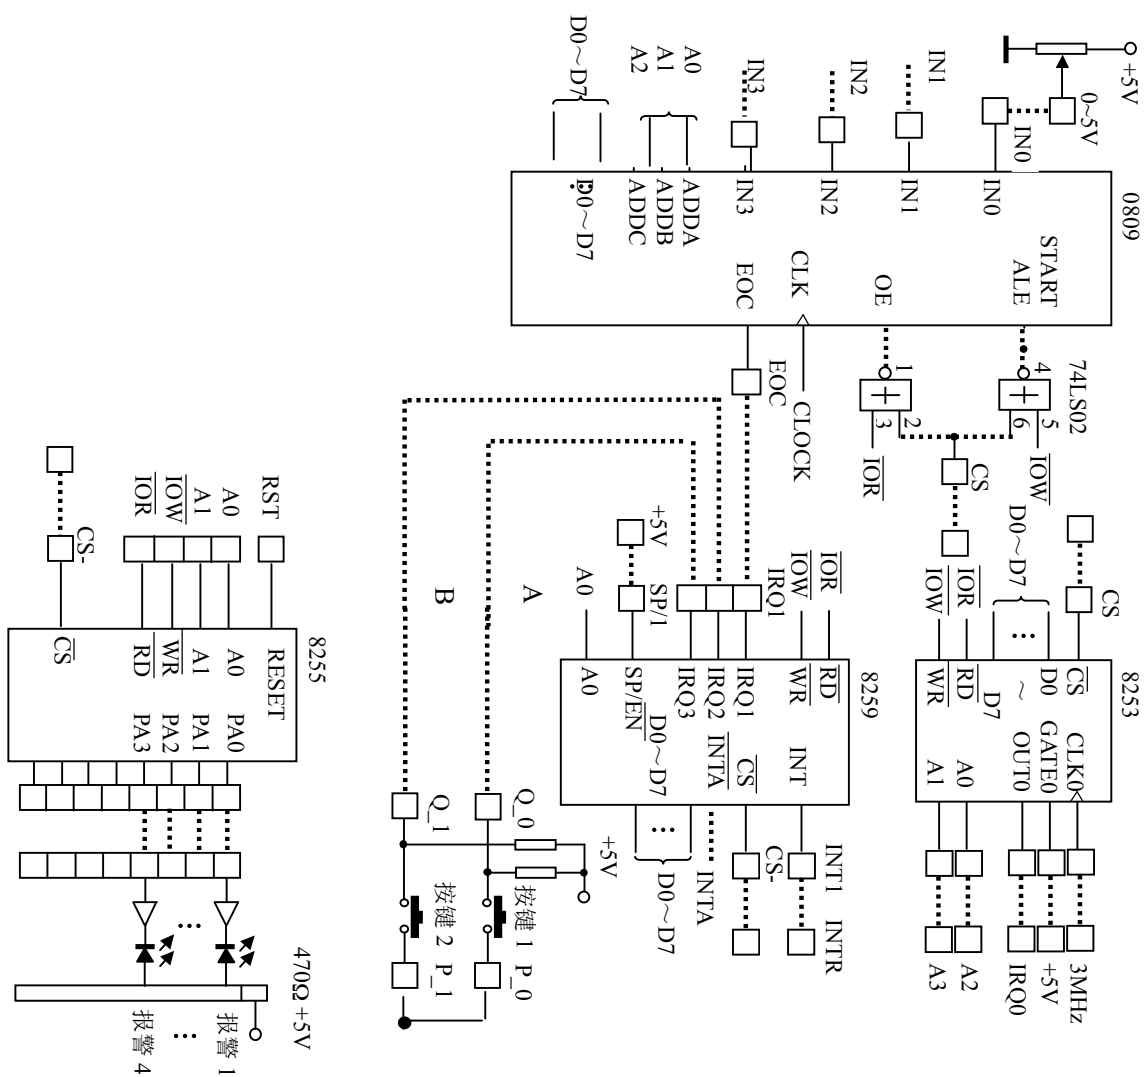 +5V
0~5V
IN0
IN1
IN2
IN3
A0
A1
A2
D0～D7
0809
IN0
IN1
IN2
IN3
ADDA
ADDB
ADDC
D0～D7
START
ALE
OE
CLK
EOC
74LS02
4
5
6
1
2
3
IOW
IOR
CS
EOC
CLOCK
CS
D0～D7
IOR
IOW
8253
CS
D0
～
D7
RD
WR
CLK0
GATE0
OUT0
A0
A1
3MHz
+5V
IRQ0
A2
A3
IOR
IOW
IRQ1
+5V
SP/1
A0
8259
RD
WR
IRQ1
IRQ2
IRQ3
SP/EN
A0
INT
CS
INTA
D0～D7
INT1
INTR
CS-
INTA
D0～D7
A
B
Q_0
Q_1
+5V
按键 1
按键 2
P_0
P_1
RST
A0
A1
IOW
IOR
CS-
8255
RESET
A0
A1
WR
RD
CS
PA0
PA1
PA2
PA3
470Ω +5V
报警 1
报警 4